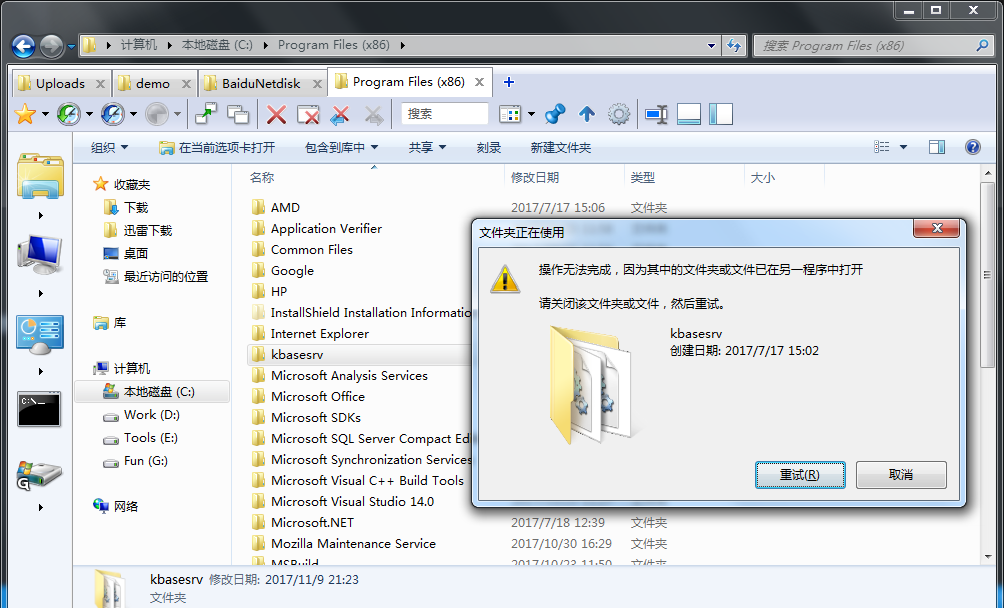 计算机 本地磁盘 (C:) Program Files (x86)
搜索 Program Files (x86)
Uploads demo BaiduNetdisk Program Files (x86)
搜索
组织 在当前选项卡打开 包含到库中 共享 刻录 新建文件夹
收藏夹
下载
迅雷下载
桌面
最近访问的位置
库
计算机
本地磁盘 (C:)
Work (D:)
Tools (E:)
Fun (G:)
网络
名称 修改日期 类型 大小
AMD 2017/7/17 15:06 文件夹
Application Verifier
Common Files
Google
HP
InstallShield Installation Informatio
Internet Explorer
kbasesrv
Microsoft Analysis Services
Microsoft Office
Microsoft SDKs
Microsoft SQL Server Compact Ed
Microsoft Synchronization Services
Microsoft Visual C++ Build Tools
Microsoft Visual Studio 14.0
Microsoft.NET 2017/7/18 12:39 文件夹
Mozilla Maintenance Service 2017/10/30 16:29 文件夹
MSBuild 2017/10/23 11:50 文件夹
文件夹正在使用
操作无法完成，因为其中的文件夹或文件已在另一程序中打开
请关闭该文件夹或文件，然后重试。
kbasesrv
创建日期: 2017/7/17 15:02
重试(R) 取消
kbasesrv 修改日期: 2017/11/9 21:23
文件夹
C:\
G